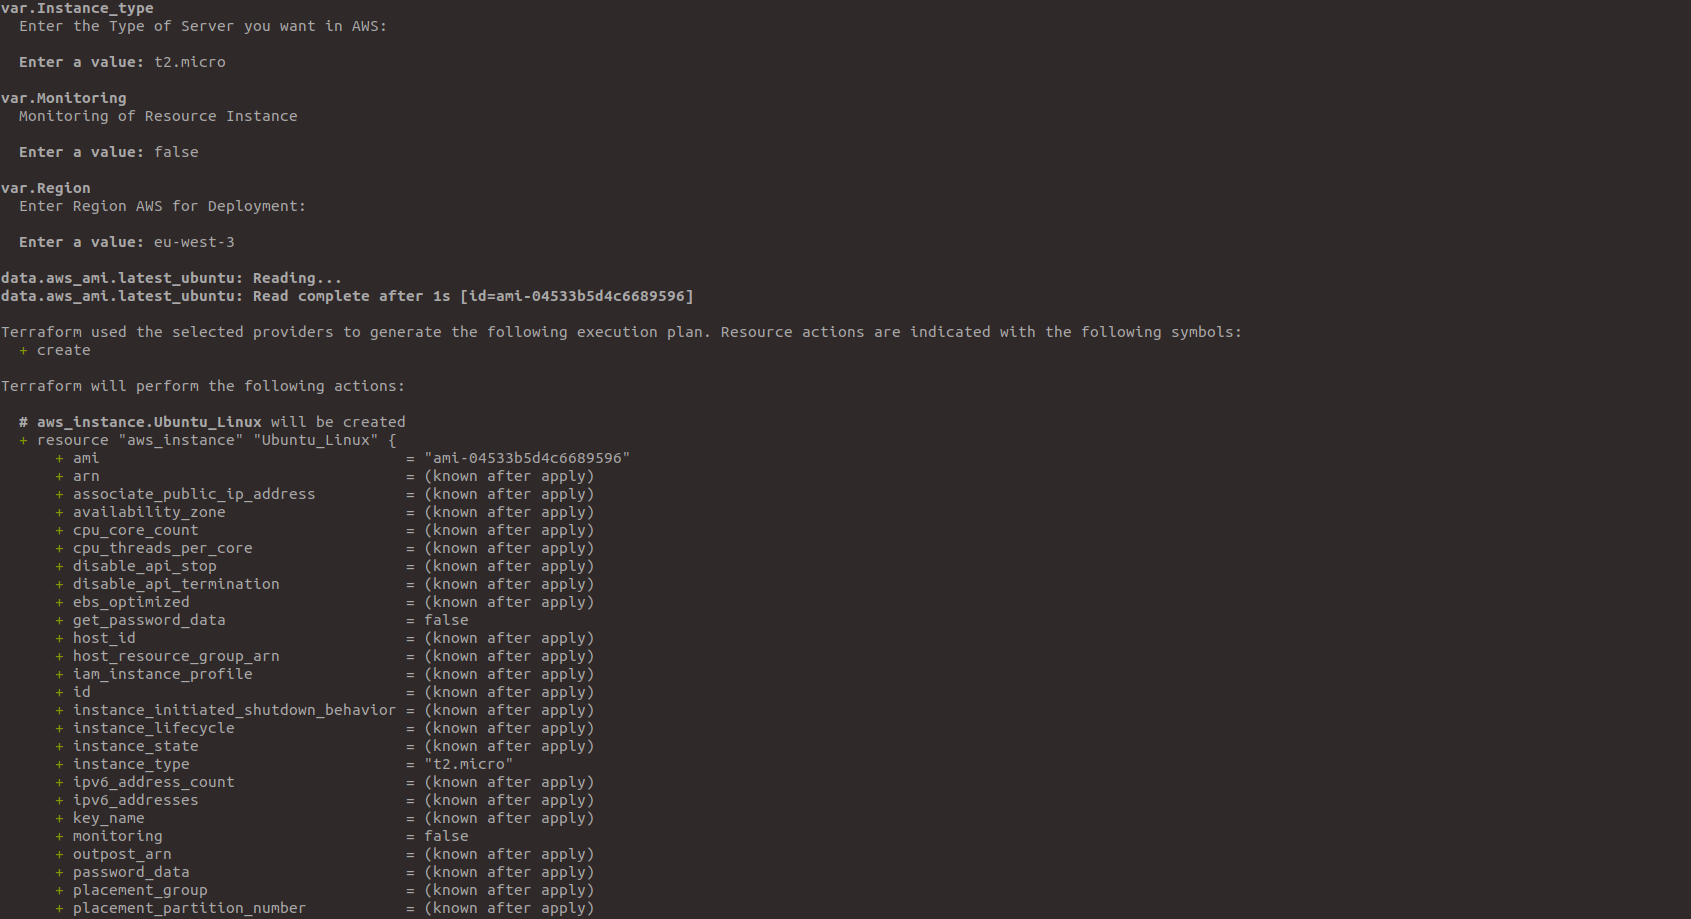 var.Instance_type
  Enter the Type of Server you want in AWS:

  Enter a value: t2.micro

var.Monitoring
  Monitoring of Resource Instance

  Enter a value: false

var.Region
  Enter Region AWS for Deployment:

  Enter a value: eu-west-3

data.aws_ami.latest_ubuntu: Reading...
data.aws_ami.latest_ubuntu: Read complete after 1s [id=ami-04533b5d4c6689596]

Terraform used the selected providers to generate the following execution plan. Resource actions are indicated with the following symbols:
  + create

Terraform will perform the following actions:

  # aws_instance.Ubuntu_Linux will be created
  + resource "aws_instance" "Ubuntu_Linux" {
      + ami                                  = "ami-04533b5d4c6689596"
      + arn                                  = (known after apply)
      + associate_public_ip_address          = (known after apply)
      + availability_zone                    = (known after apply)
      + cpu_core_count                       = (known after apply)
      + cpu_threads_per_core                 = (known after apply)
      + disable_api_stop                     = (known after apply)
      + disable_api_termination              = (known after apply)
      + ebs_optimized                        = (known after apply)
      + get_password_data                    = false
      + host_id                              = (known after apply)
      + host_resource_group_arn              = (known after apply)
      + iam_instance_profile                 = (known after apply)
      + id                                   = (known after apply)
      + instance_initiated_shutdown_behavior = (known after apply)
      + instance_lifecycle                   = (known after apply)
      + instance_state                       = (known after apply)
      + instance_type                        = "t2.micro"
      + ipv6_address_count                   = (known after apply)
      + ipv6_addresses                       = (known after apply)
      + key_name                             = (known after apply)
      + monitoring                           = false
      + outpost_arn                          = (known after apply)
      + password_data                        = (known after apply)
      + placement_group                      = (known after apply)
      + placement_partition_number           = (known after apply)